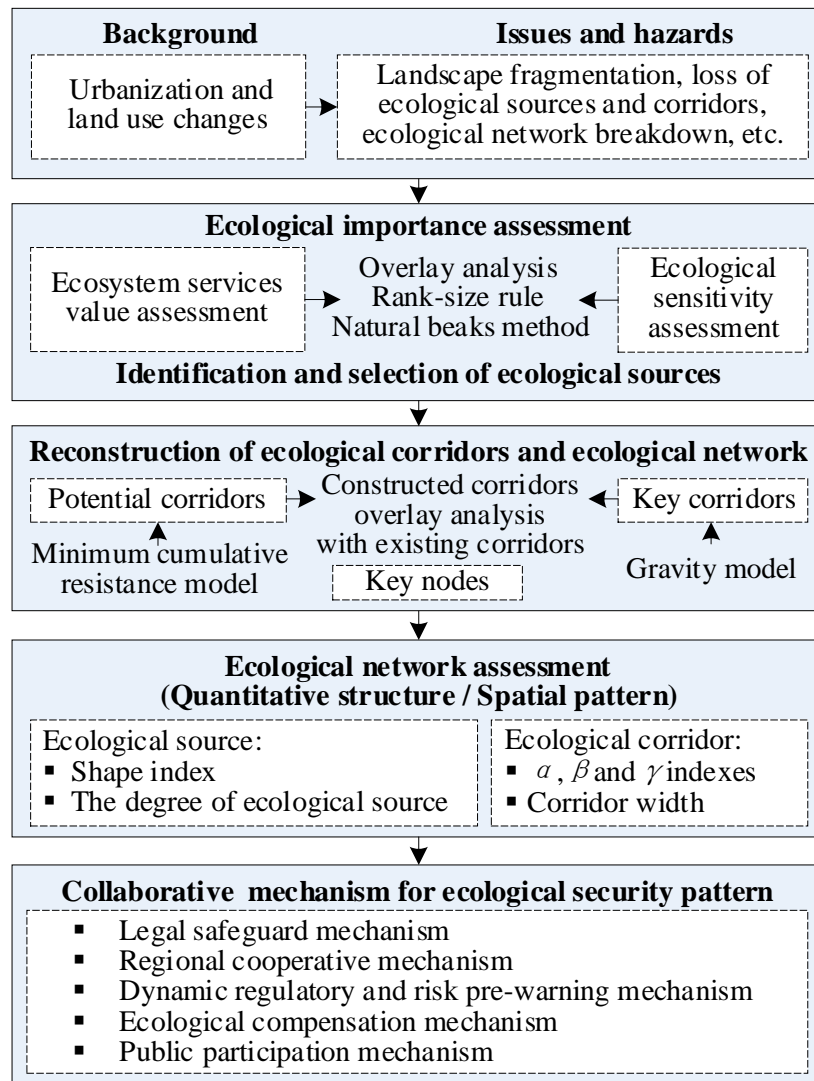 Background
Issues and hazards
Urbanization and
land use changes
Landscape fragmentation, loss of
ecological sources and corridors,
ecological network breakdown, etc.
Ecological importance assessment
Ecosystem services
value assessment
Overlay analysis
Rank-size rule
Natural beaks method
Ecological
sensitivity
assessment
Identification and selection of ecological sources
Reconstruction of ecological corridors and ecological network
Potential corridors
Constructed corridors
overlay analysis
with existing corridors
Key corridors
Minimum cumulative
resistance model
Key nodes
Gravity model
Ecological network assessment
(Quantitative structure / Spatial pattern)
Ecological source:
▪ Shape index
▪ The degree of ecological source
Ecological corridor:
▪ α, β and γ indexes
▪ Corridor width
Collaborative mechanism for ecological security pattern
▪ Legal safeguard mechanism
▪ Regional cooperative mechanism
▪ Dynamic regulatory and risk pre-warning mechanism
▪ Ecological compensation mechanism
▪ Public participation mechanism